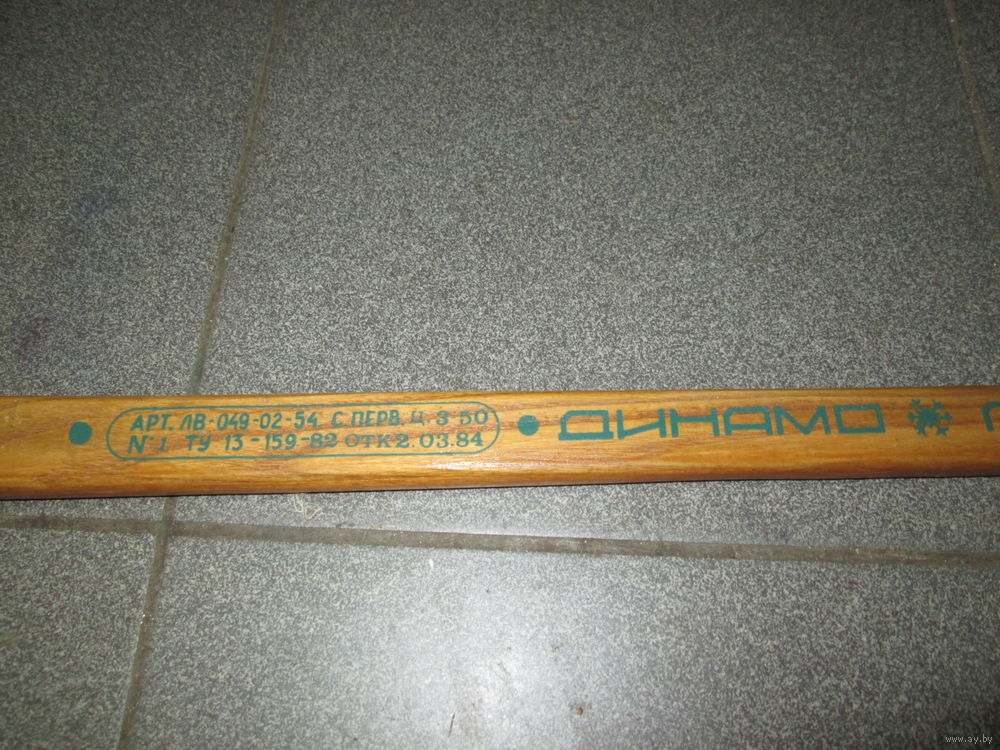 АРТ. ЛВ-049-02-54 С. ПЕРВ. Ц. 3-50
№1 ТУ 13-159-82 ОТК 2. 03.84
ДИНАМО
www.ay.by